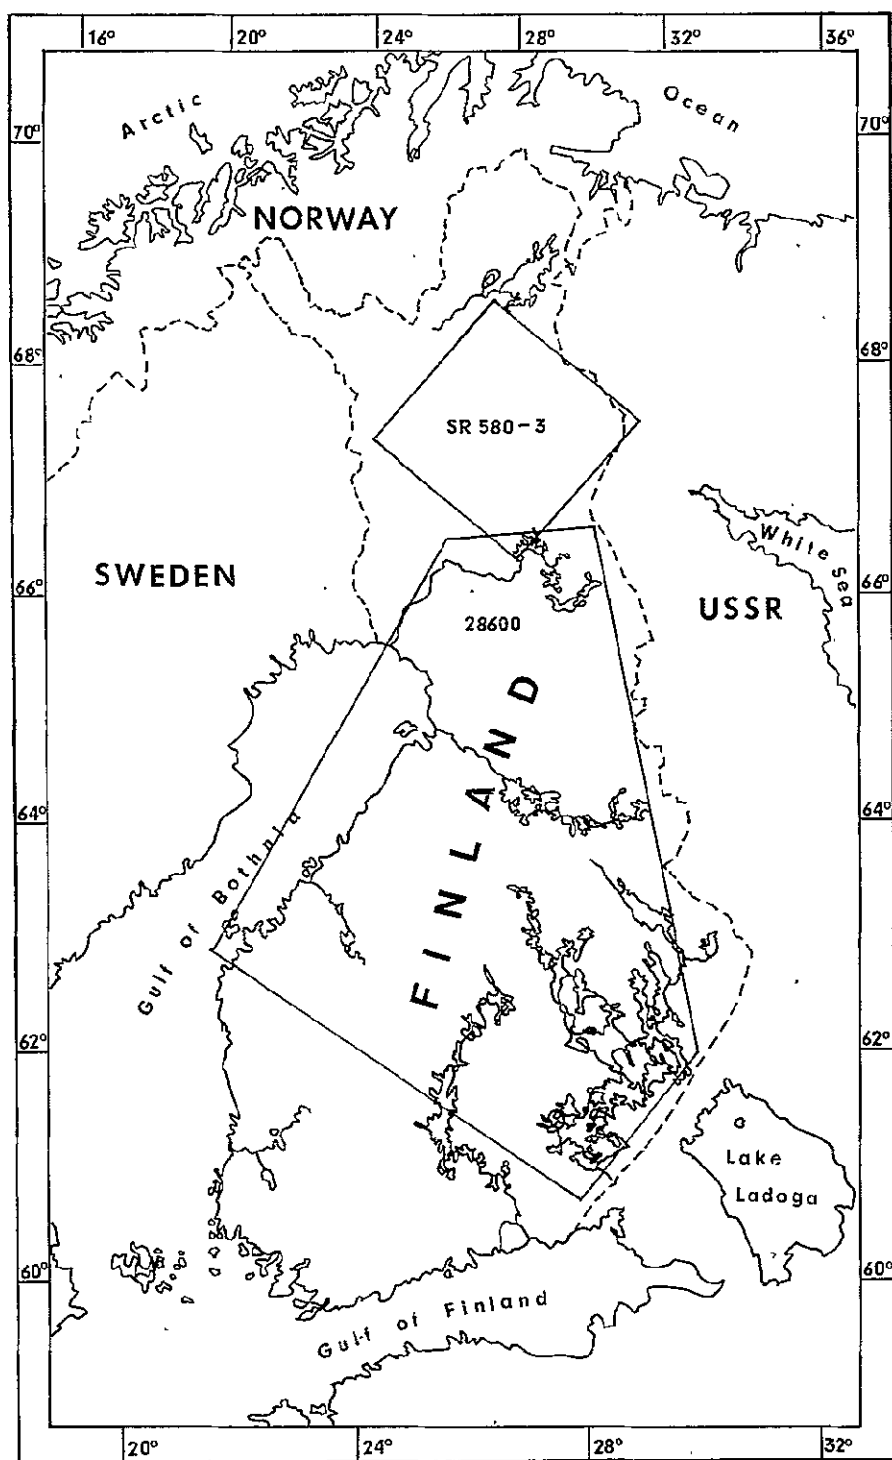 16° 20° 24° 28° 32° 36°
Arctic Ocean
70° 70°
NORWAY
68° 68°
SR 580-3
White Sea
SWEDEN
66° 66°
USSR
28600
FINLAND
64° 64°
Gulf of Bothnia
62° 62°
Lake
Ladoga
60° 60°
Gulf of Finland
20° 24° 28° 32°